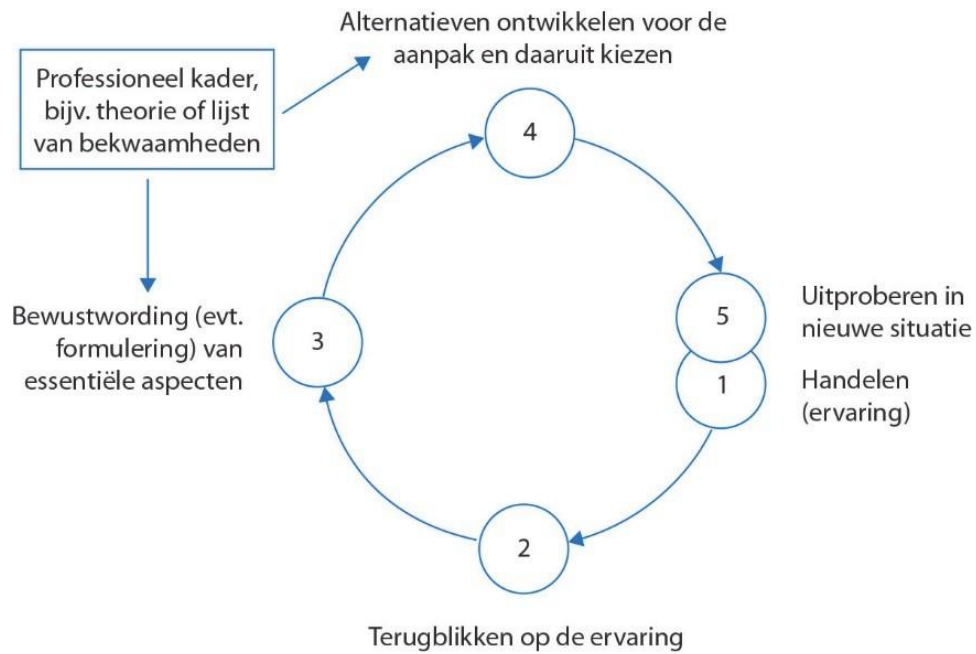 Alternatieven ontwikkelen voor de
aanpak en daaruit kiezen
Professioneel kader,
bijv. theorie of lijst
van bekwaamheden
4
Bewustwording (evt.
formulering) van
essentiële aspecten
3
5
Uitproberen in
nieuwe situatie
1
Handelen
(ervaring)
2
Terugblikken op de ervaring